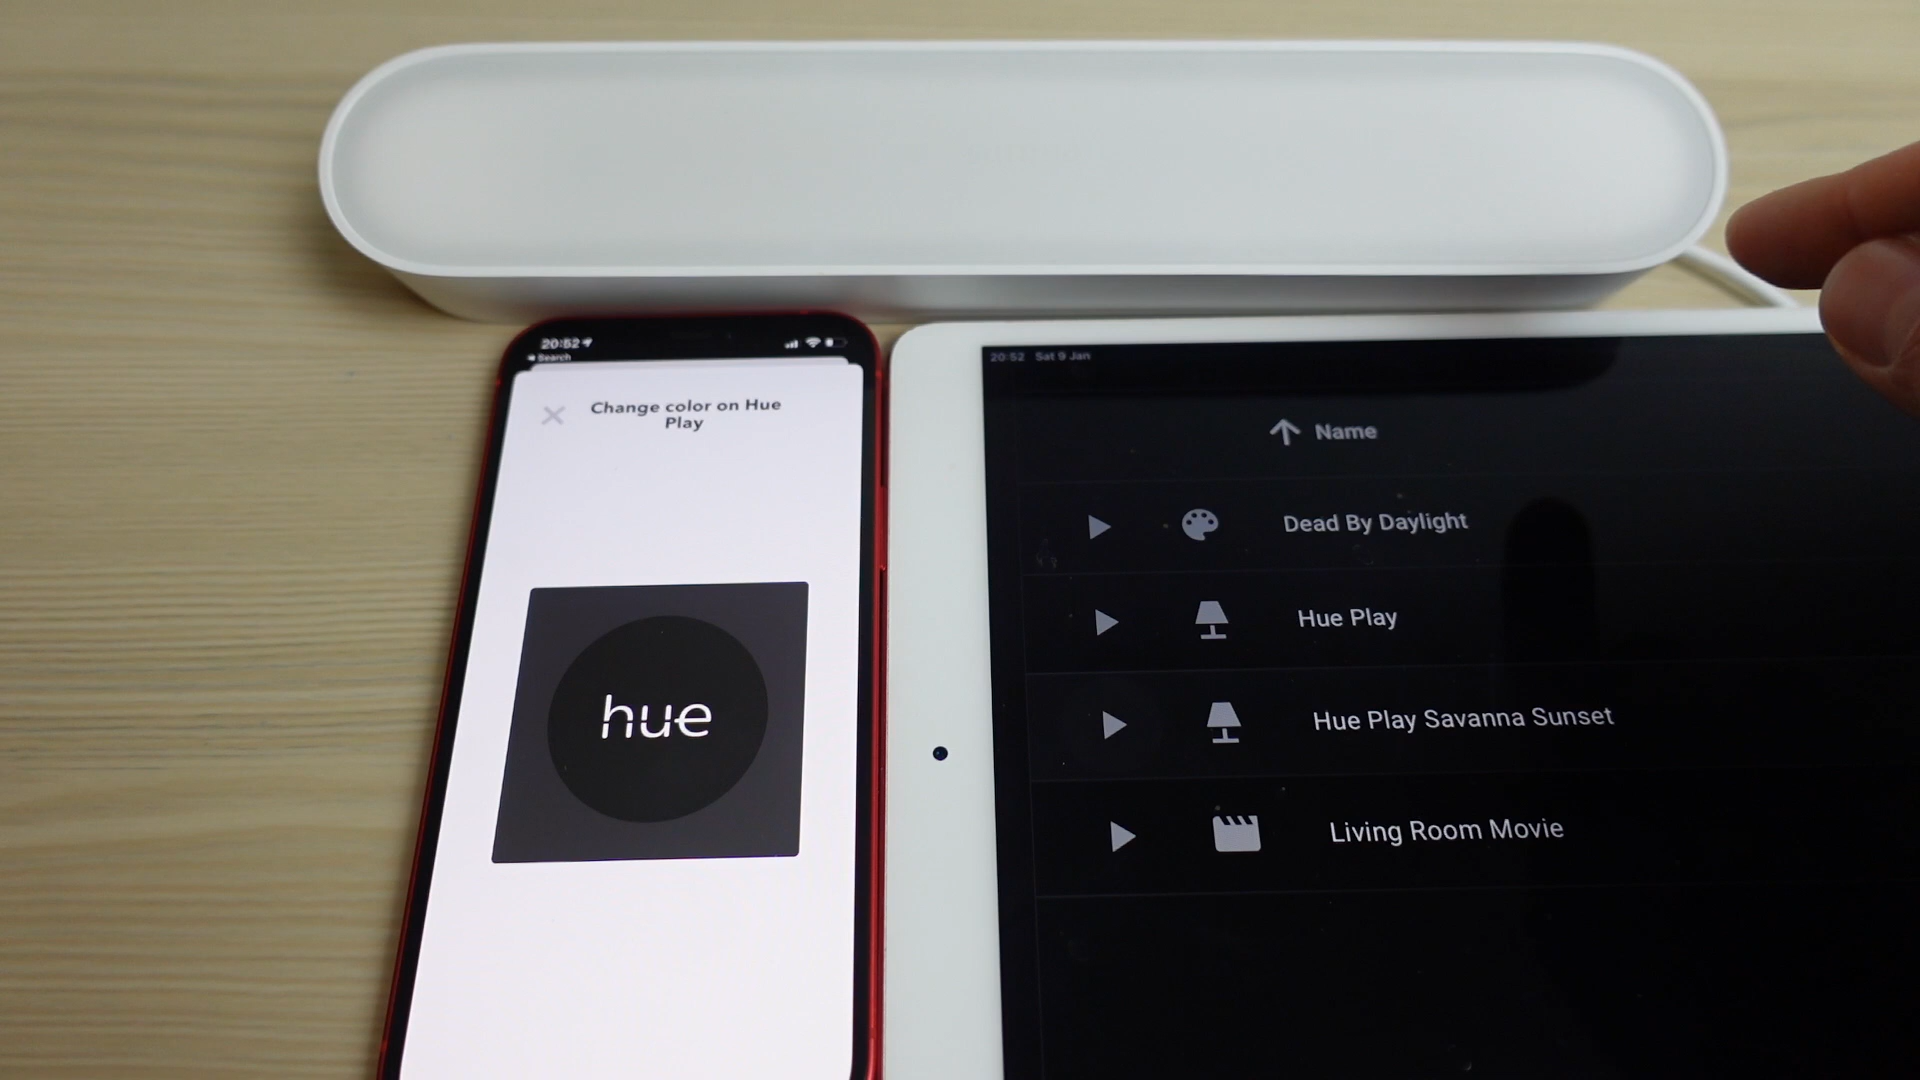 20:52
Search
Change color on Hue
Play
hue
20:52 Sat 9 Jan
Name
Dead By Daylight
Hue Play
Hue Play Savanna Sunset
Living Room Movie